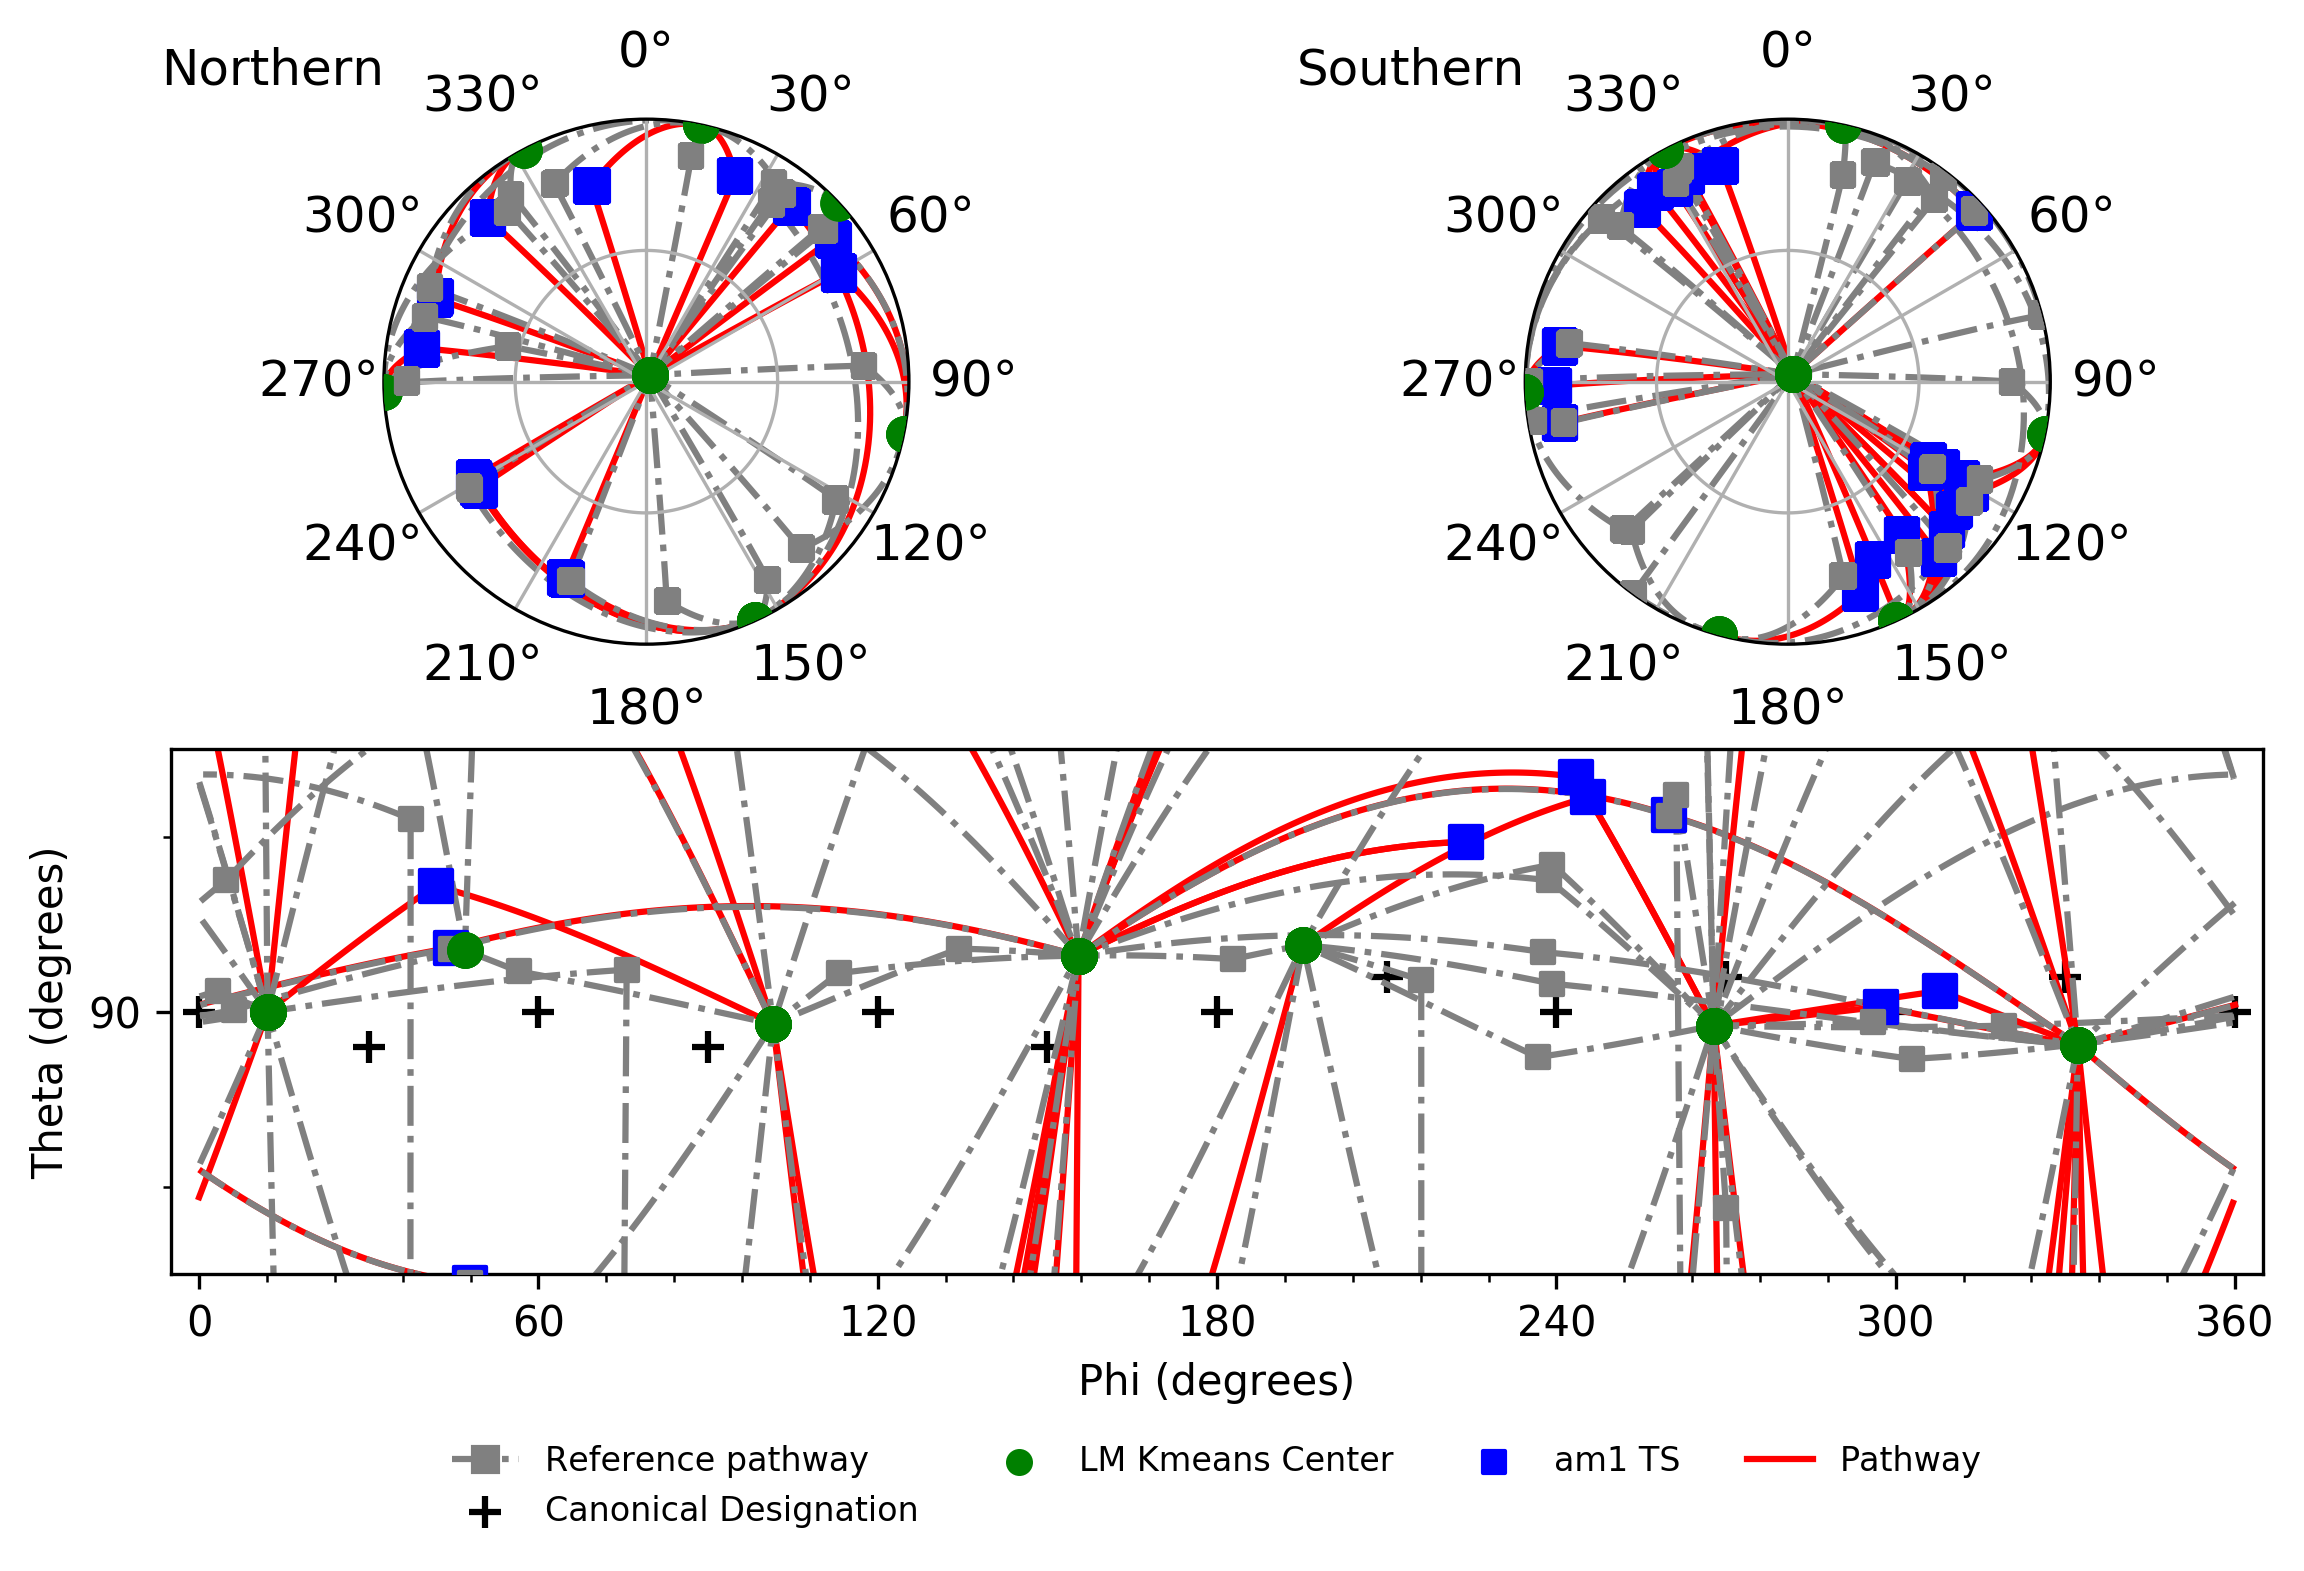 Northern
0°
30°
60°
90°
120°
150°
180°
210°
240°
270°
300°
330°
Southern
0°
30°
60°
90°
120°
150°
180°
210°
240°
270°
300°
330°
Theta (degrees)
90
0 60 120 180 240 300 360
Phi (degrees)
Reference pathway
Canonical Designation
LM Kmeans Center
am1 TS
Pathway